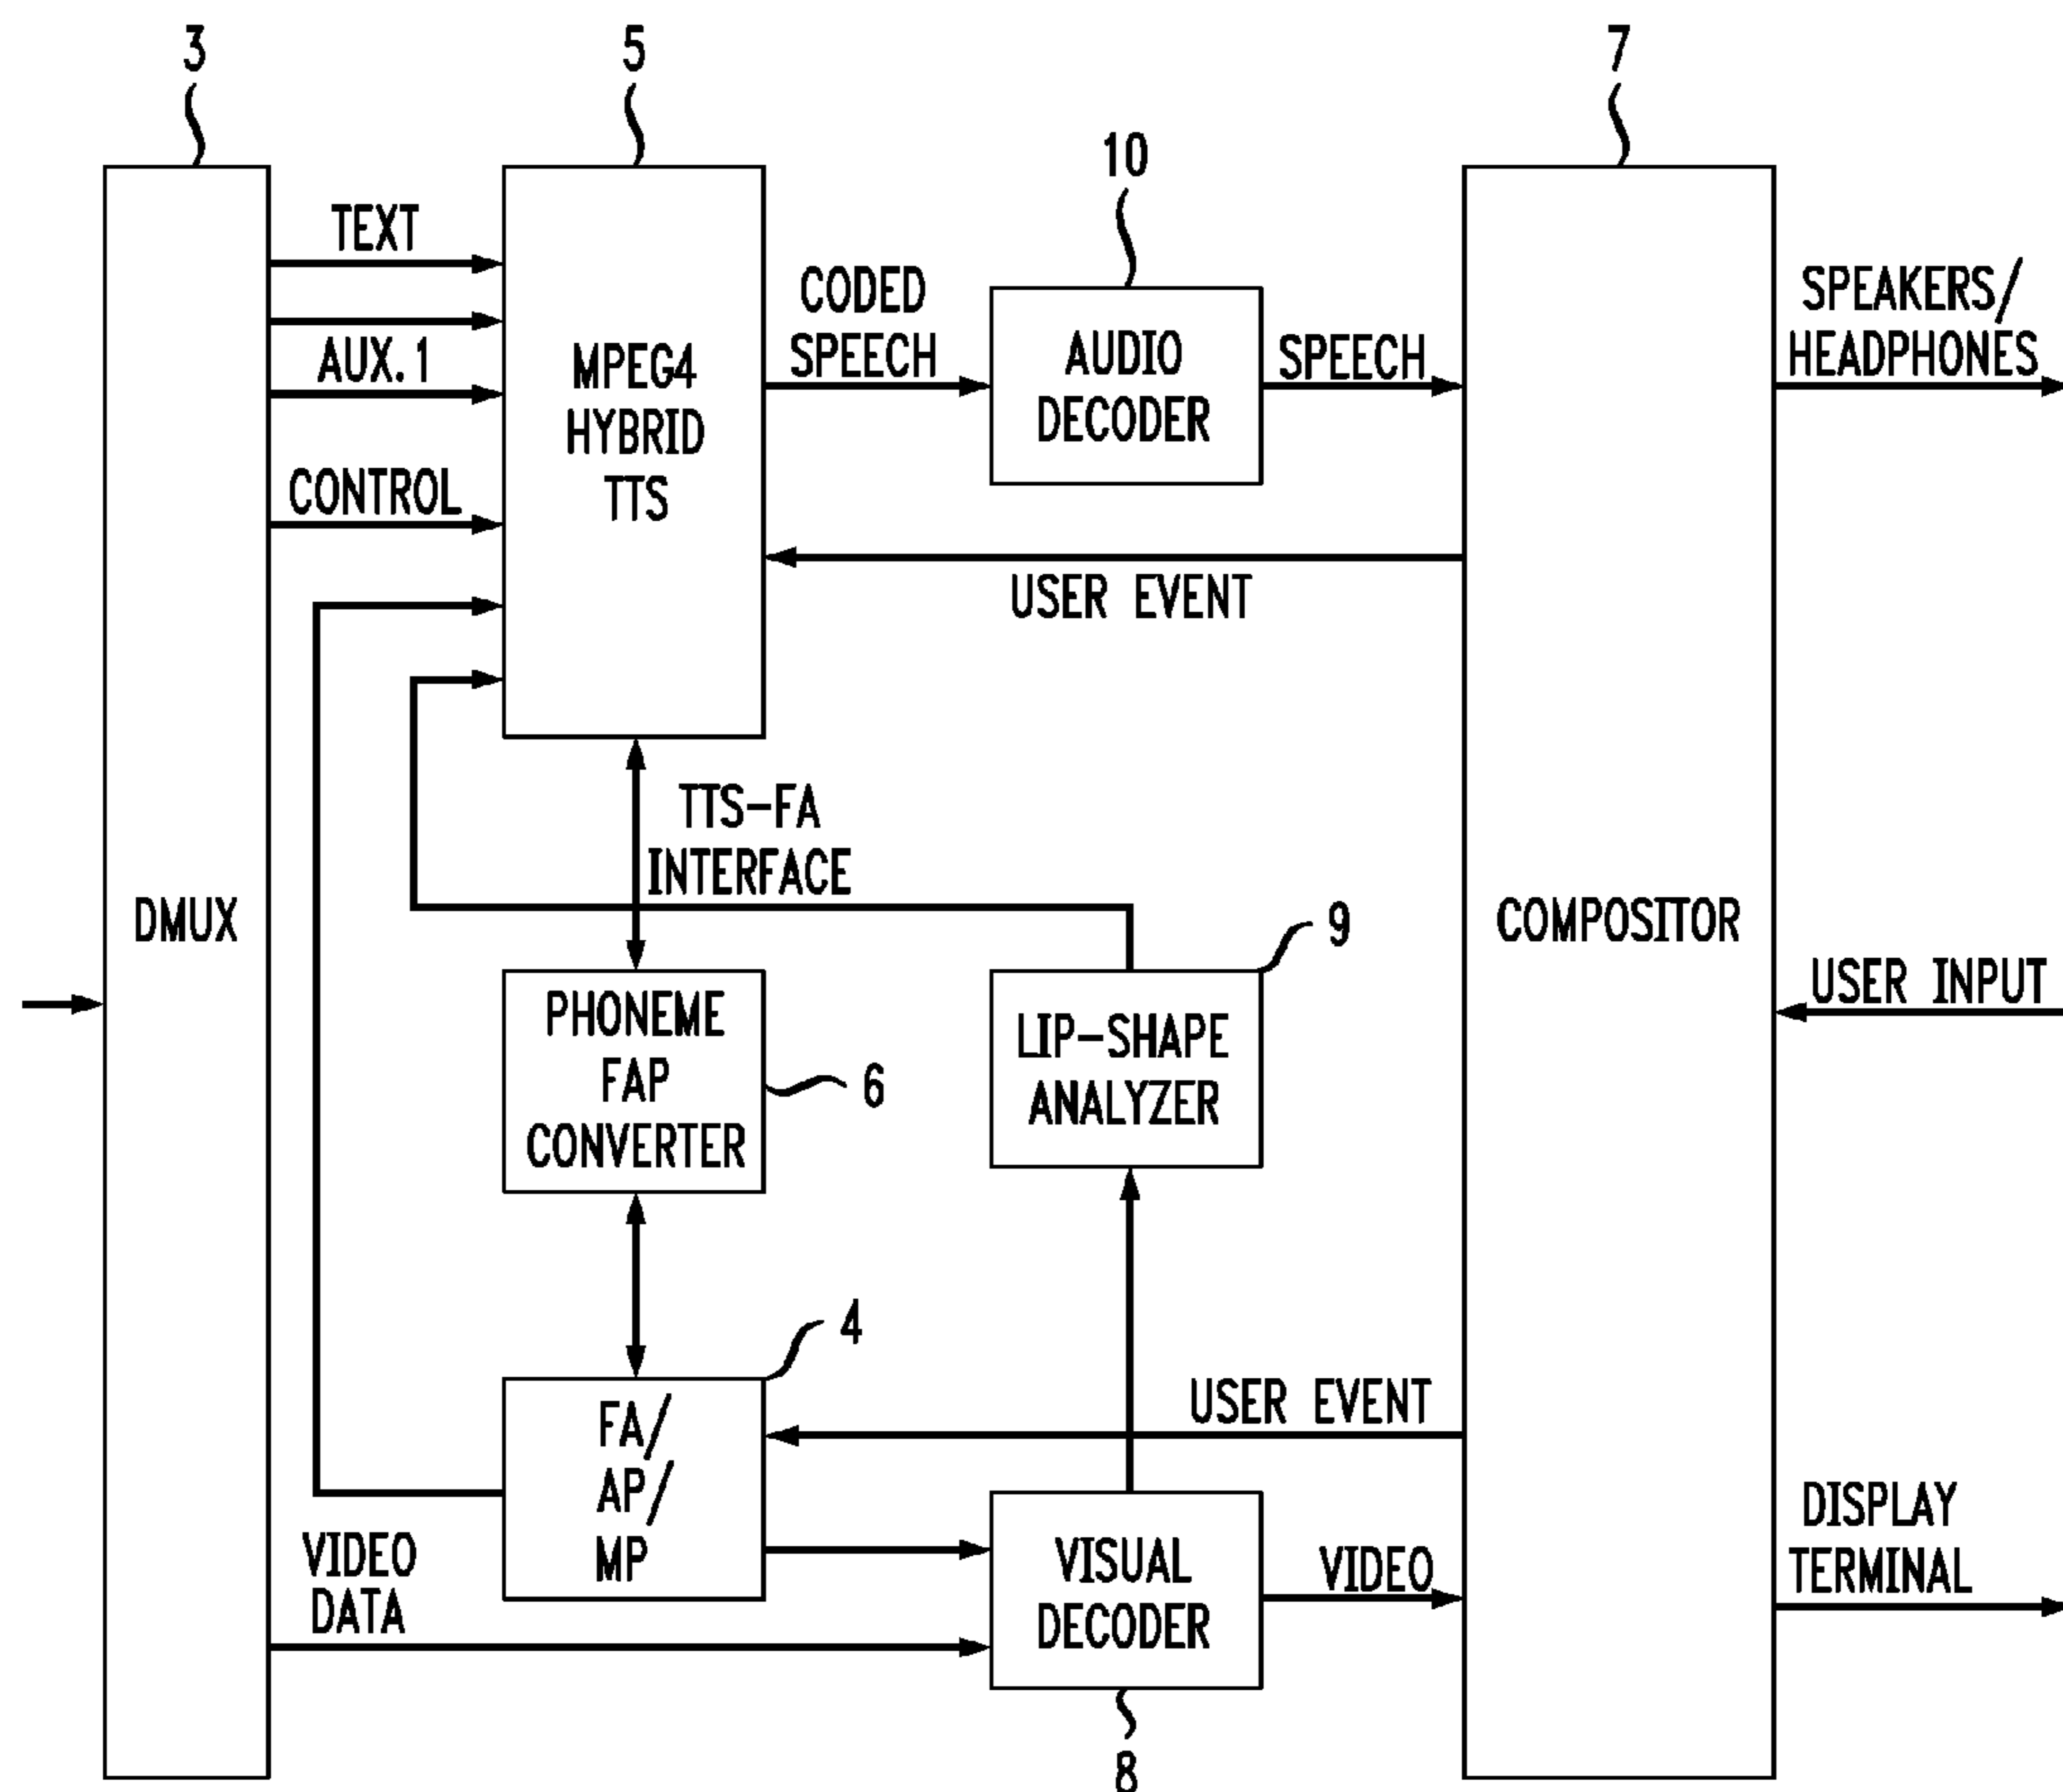 3
5
7
10
TEXT
AUX.1
CONTROL
MPEG4
HYBRID
TTS
CODED
SPEECH
AUDIO
DECODER
SPEECH
SPEAKERS/
HEADPHONES
USER EVENT
TTS-FA
INTERFACE
DMUX
COMPOSITOR
9
USER INPUT
PHONEME
FAP
CONVERTER
6
LIP-SHAPE
ANALYZER
4
FA/
AP/
MP
USER EVENT
VIDEO
DATA
VISUAL
DECODER
VIDEO
DISPLAY
TERMINAL
8